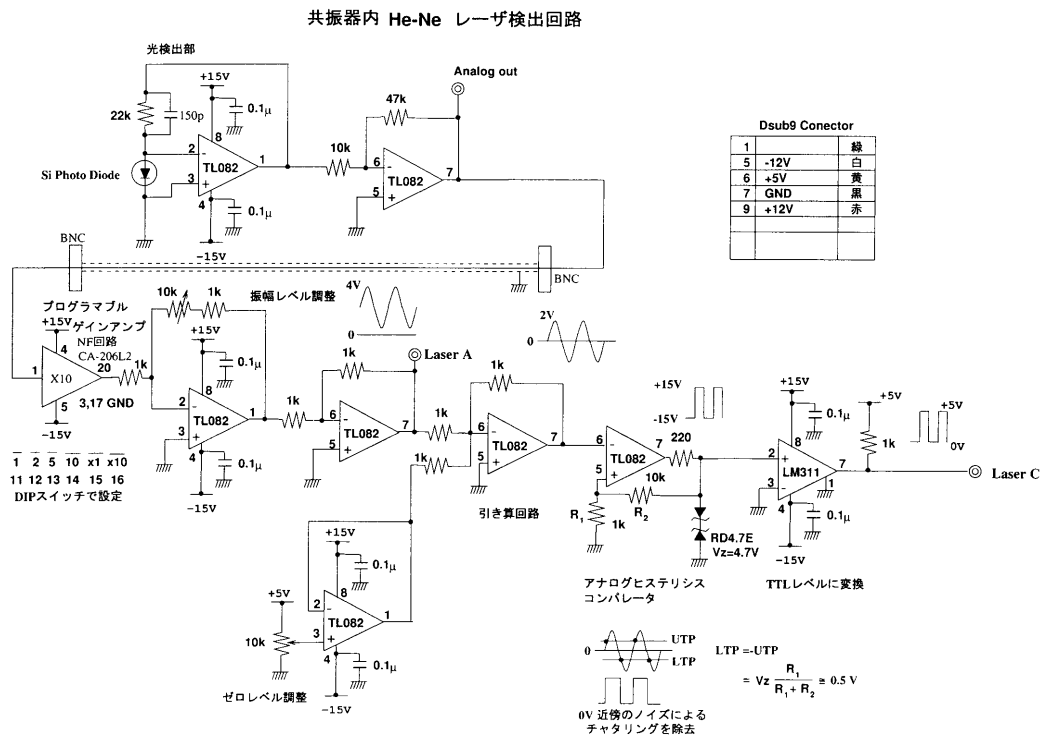 共振器内 He-Ne レーザ検出回路
光検出部
+15V
0.1μ
22k
150p
8
2
-
1
TL082
3
+
4
Si Photo Diode
0.1μ
-15V
10k
47k
Analog out
6
-
7
TL082
5
+
Dsub9 Conector
1 緑
5 -12V 白
6 +5V 黄
7 GND 黒
9 +12V 赤
BNC
BNC
プログラマブル
ゲインアンプ
NF回路
CA-206L2
+15V
4
1
X10
20
5
3,17 GND
-15V
1k
1 2 5 10 x1 x10
11 12 13 14 15 16
DIPスイッチで設定
10k
1k
振幅レベル調整
+15V
0.1μ
8
2
-
1
TL082
3
+
4
0.1μ
-15V
4V
0
1k
1k
Laser A
6
-
7
TL082
5
+
2V
0
1k
1k
1k
6
-
7
TL082
5
+
引き算回路
+15V
0.1μ
8
2
-
1
TL082
3
+
4
0.1μ
-15V
+5V
10k
ゼロレベル調整
+15V
-15V
6
-
7
TL082
5
+
220
10k
R2
R1
1k
RD4.7E
Vz=4.7V
アナログヒステリシス
コンパレータ
+15V
0.1μ
8
2
+
7
LM311
3
-
1
4
0.1μ
-15V
+5V
1k
+5V
0V
Laser C
TTLレベルに変換
UTP
0
LTP
0V 近傍のノイズによる
チャタリングを除去
LTP =-UTP
= Vz R1 / R1 + R2 ≅ 0.5 V